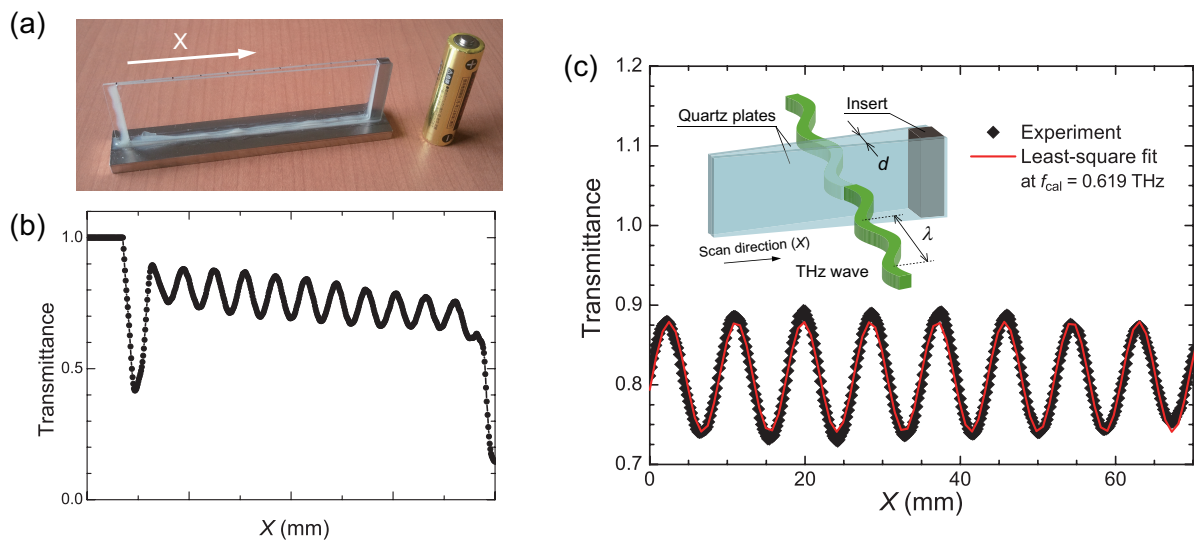 (a)
X
(b)
1.0
0.5
0.0
Transmittance
X (mm)
(c)
1.2
1.1
1.0
0.9
0.8
0.7
Transmittance
0
20
40
60
X (mm)
Quartz plates
Insert
d
λ
Scan direction (X)
THz wave
Experiment
Least-square fit
at fcal = 0.619 THz